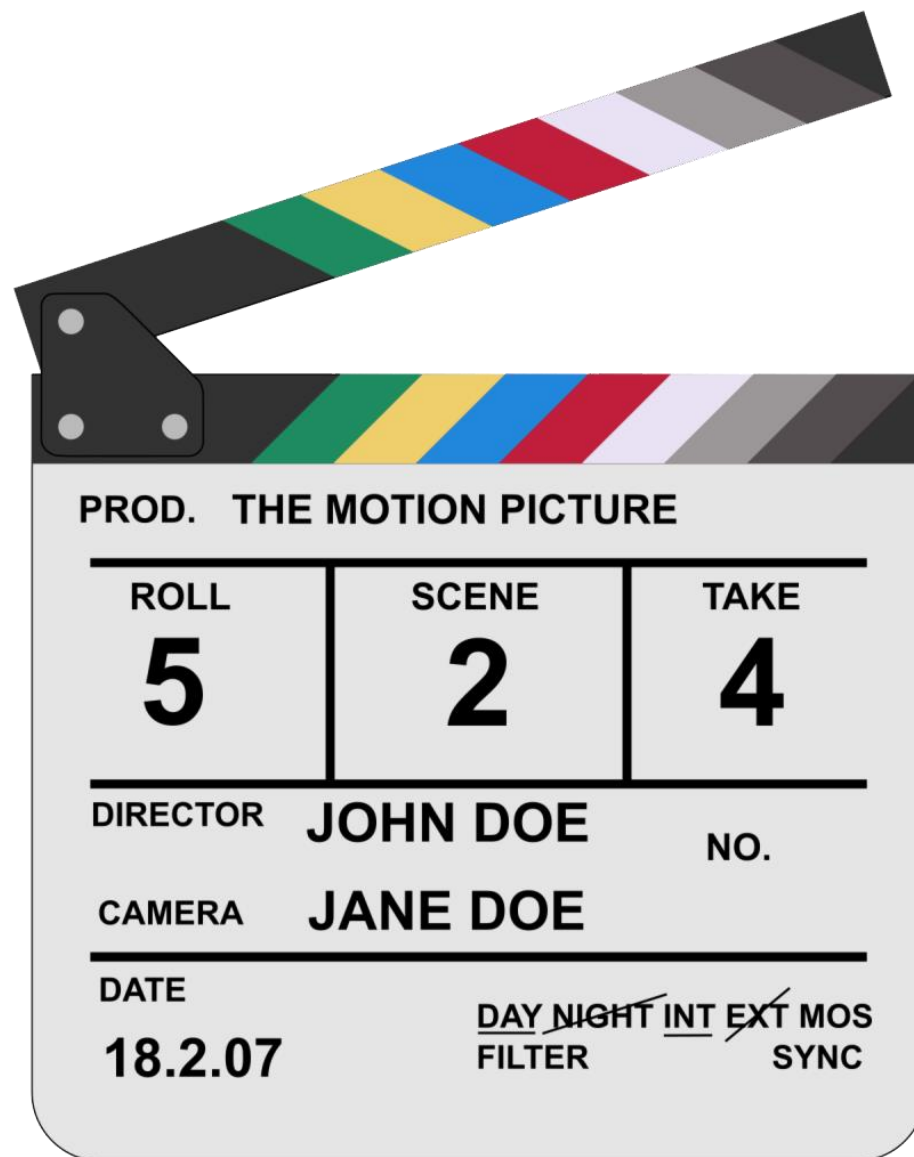 PROD. THE MOTION PICTURE
ROLL SCENE TAKE
5 2 4
DIRECTOR JOHN DOE NO.
CAMERA JANE DOE
DATE
18.2.07
DAY NIGHT INT EXT MOS
FILTER SYNC